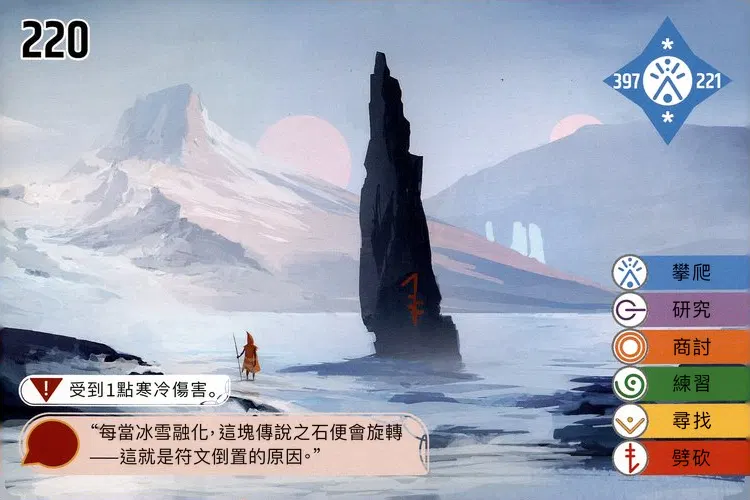 220
*
397 221
*
攀爬
研究
商討
練習
尋找
劈砍
! 受到1點寒冷傷害。
“每當冰雪融化，這塊傳說之石便會旋轉
——這就是符文倒置的原因。”